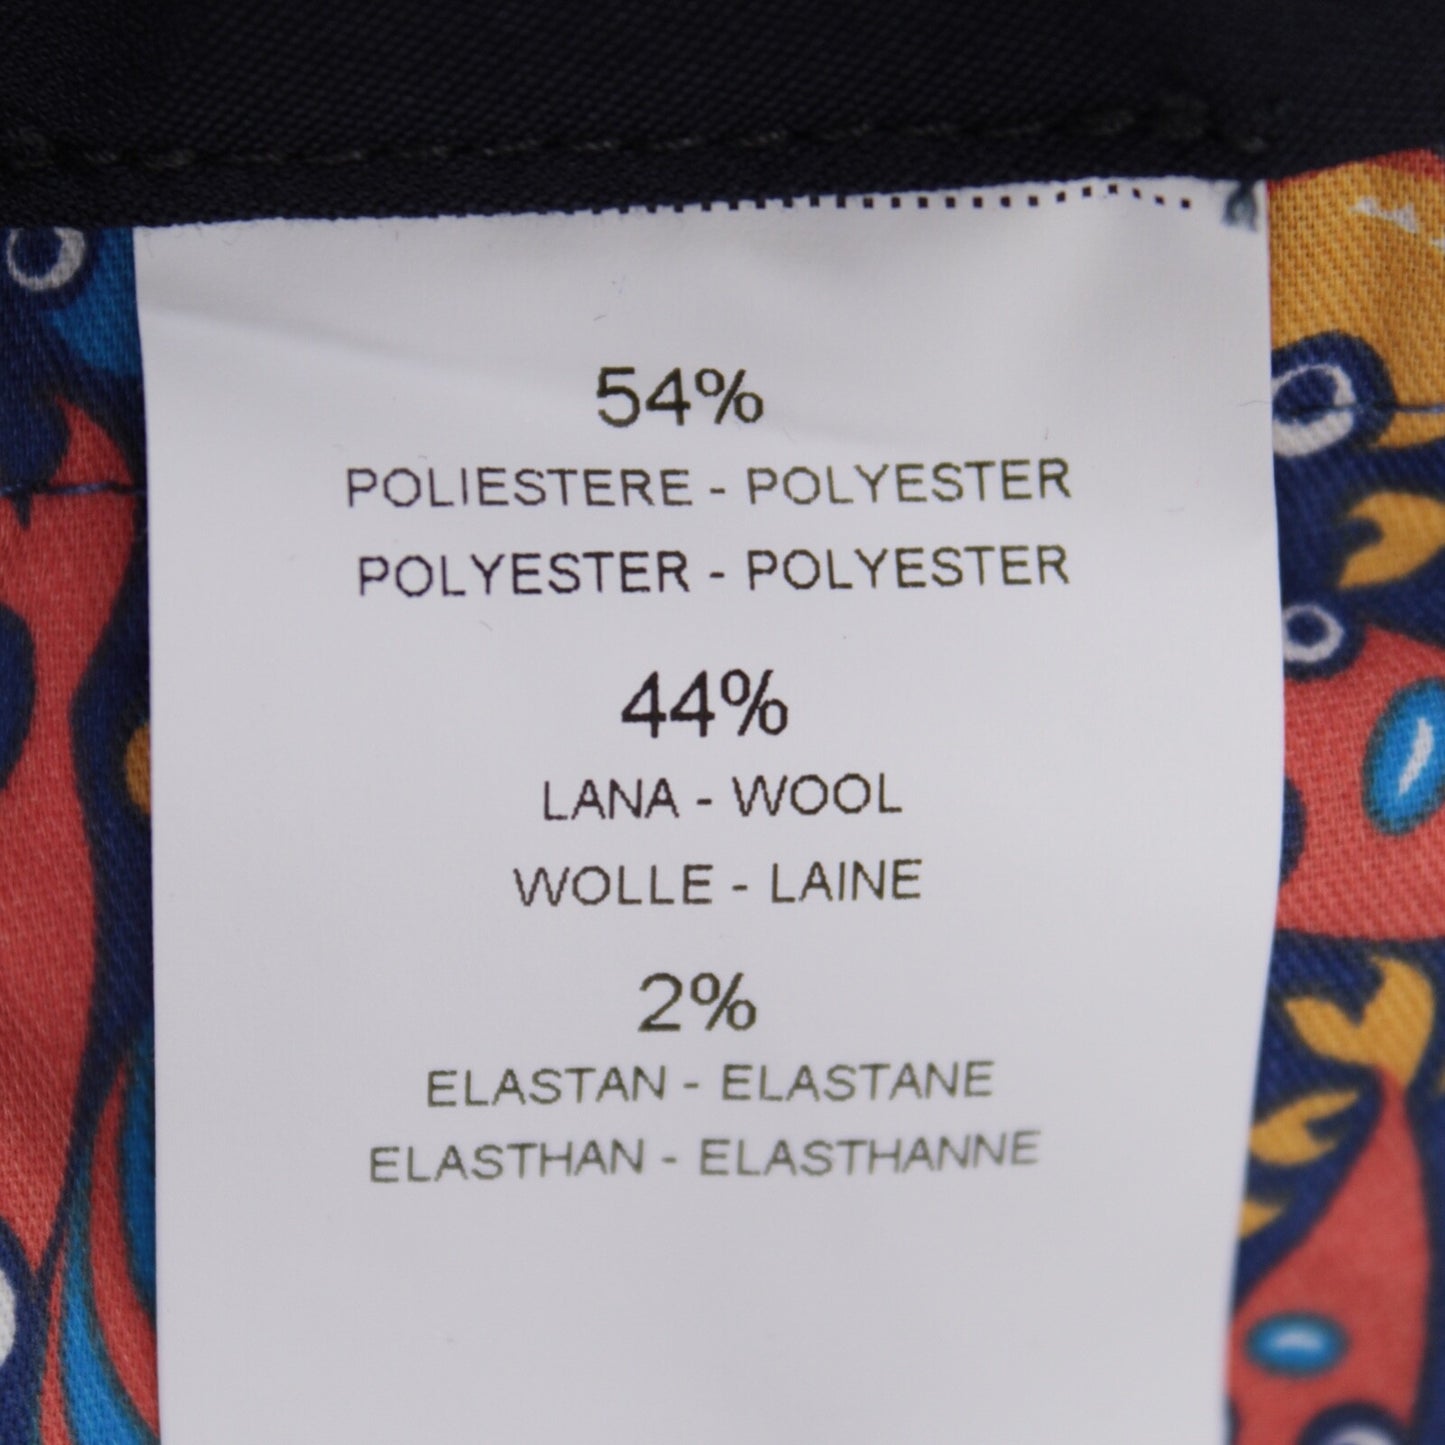 54%
POLIESTERE - POLYESTER
POLYESTER - POLYESTER
44%
LANA - WOOL
WOLLE - LAINE
2%
ELASTAN - ELASTANE
ELASTHAN - ELASTHANNE